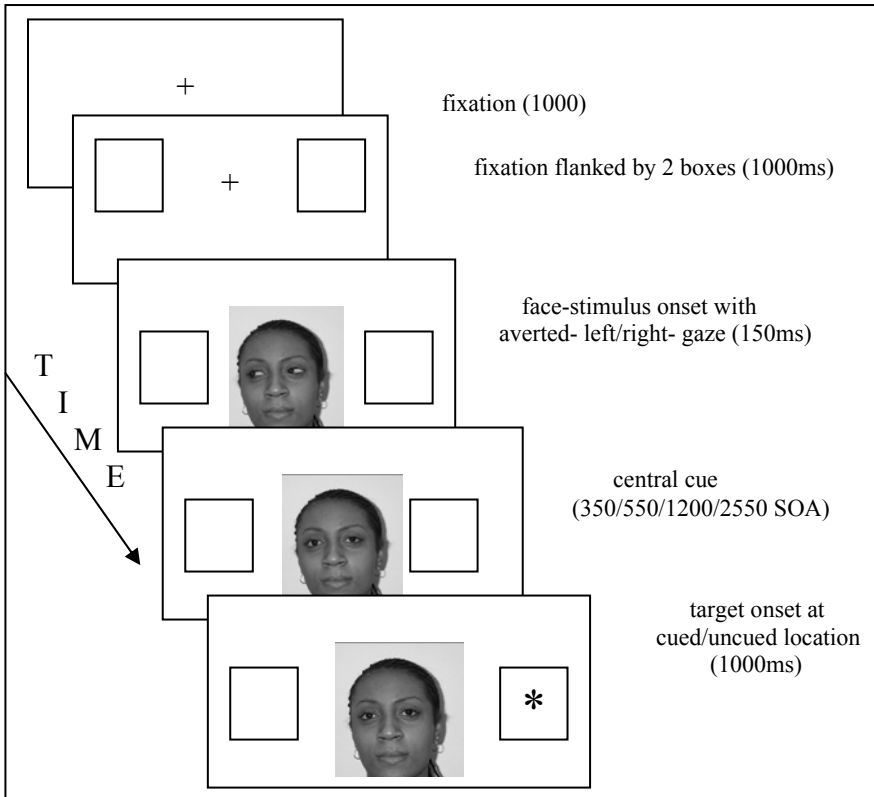 +
fixation (1000)
+
fixation flanked by 2 boxes (1000ms)
face-stimulus onset with
averted- left/right- gaze (150ms)
T
I
M
E
central cue
(350/550/1200/2550 SOA)
target onset at
cued/uncued location
(1000ms)
*